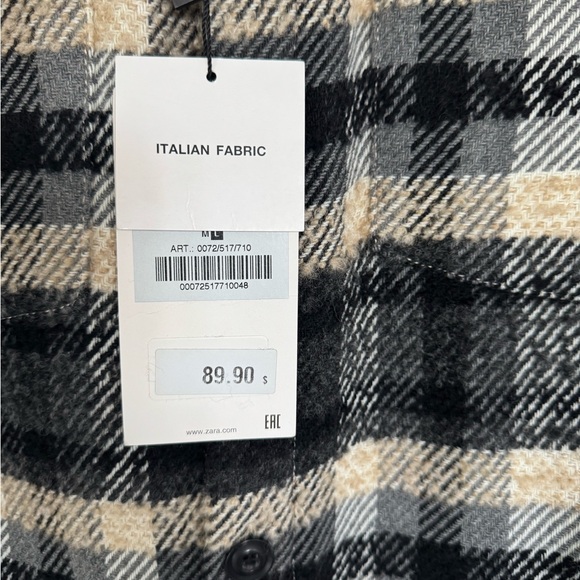 ITALIAN FABRIC
M L
ART.: 0072/517/710
00072517710048
89.90 $
www.zara.com
EAC